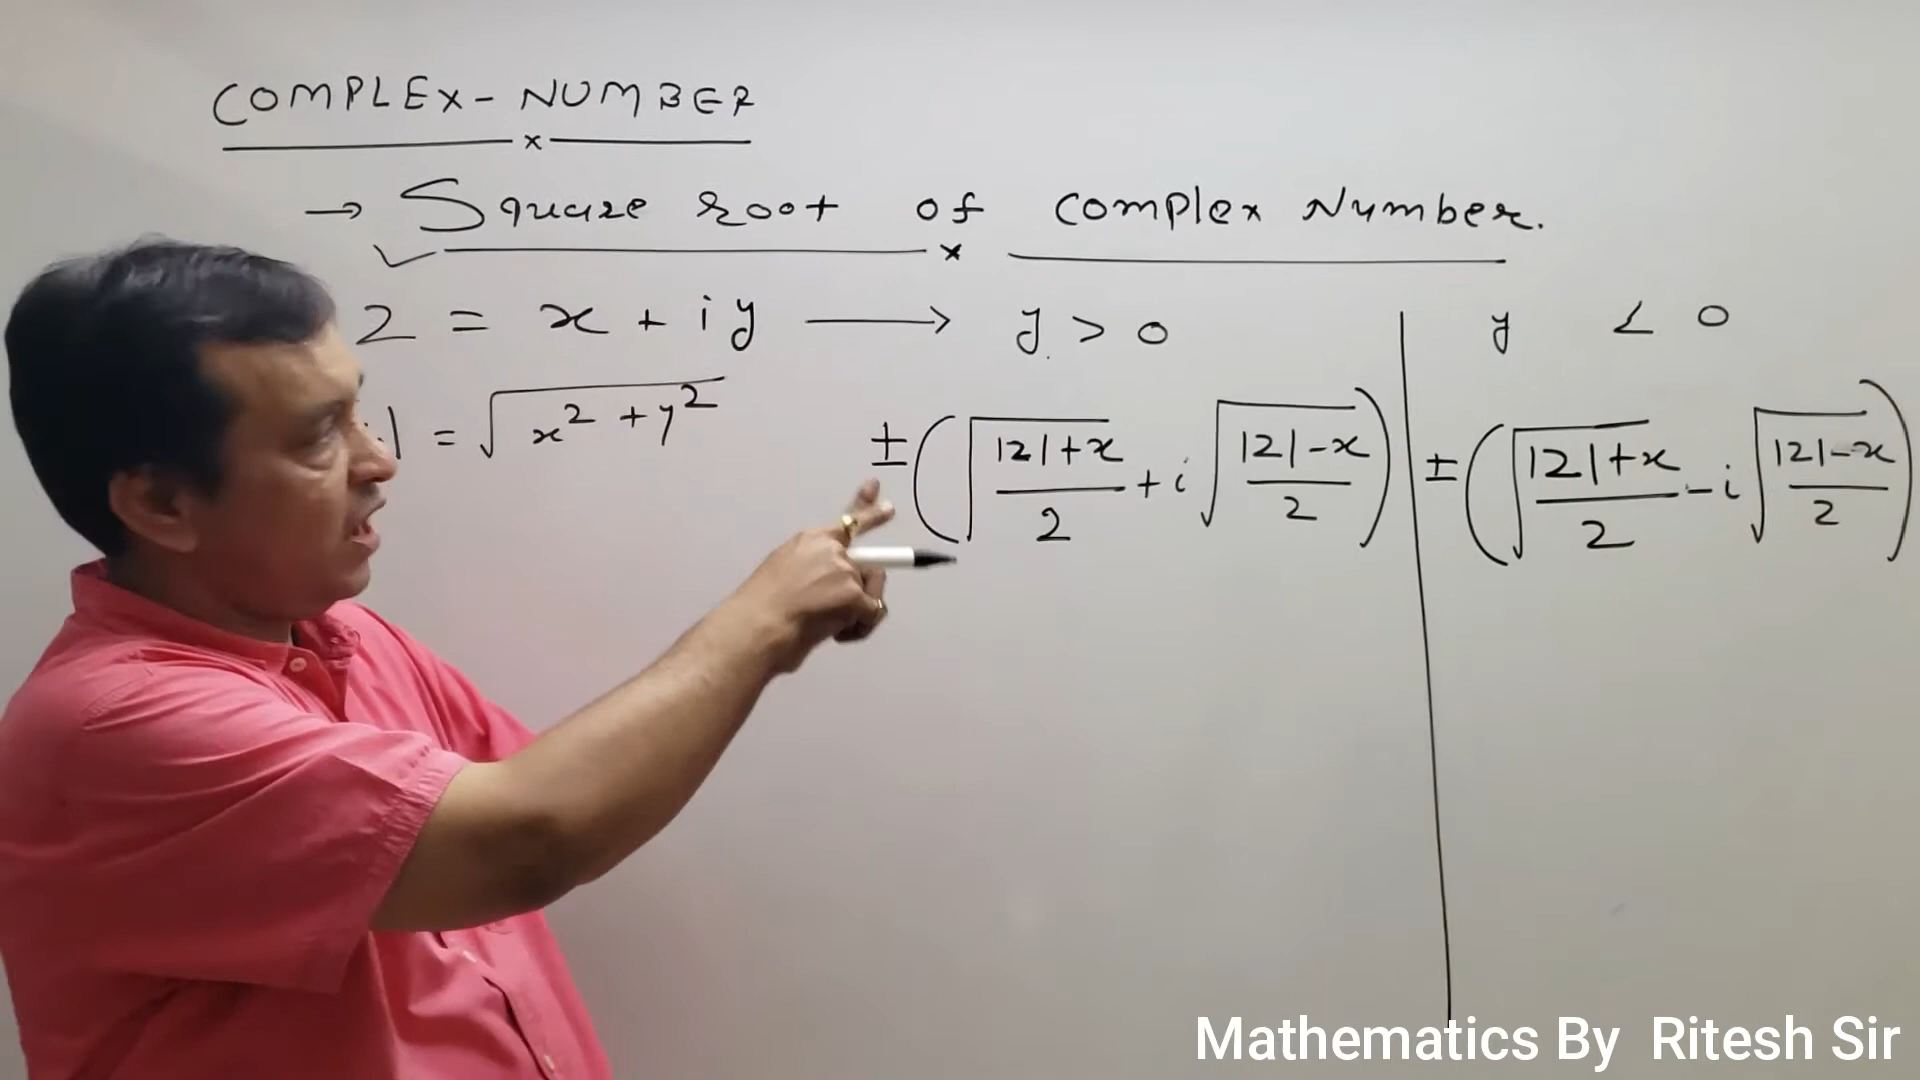 COMPLEX-NUMBER
→ Square root of complex Number.
z = x + iy → y > 0
y < 0
| = √(x² + y²)
± (√((|z|+x)/2) + i √((|z|-x)/2))
± (√((|z|+x)/2) - i √((|z|-x)/2))
Mathematics By Ritesh Sir